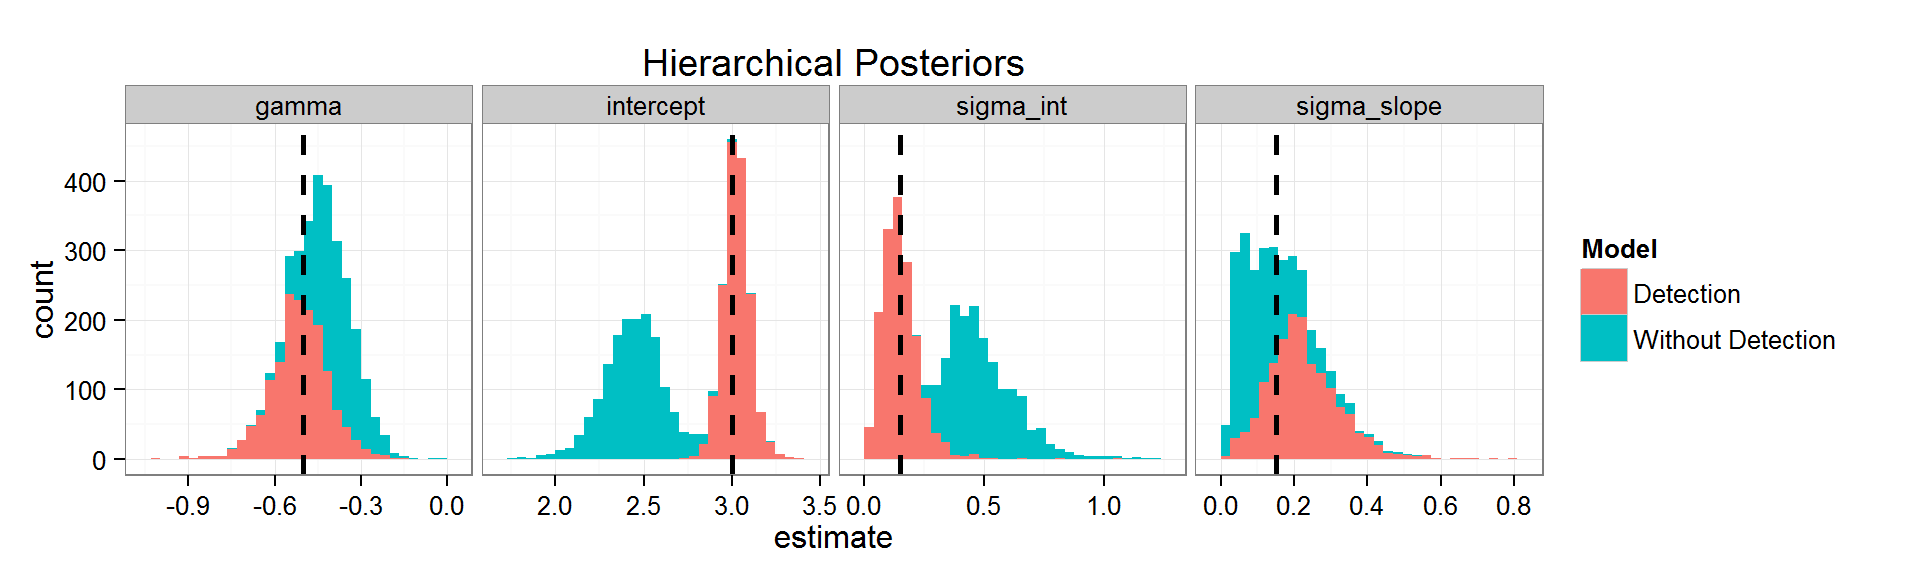 Hierarchical Posteriors
gamma
intercept
sigma_int
sigma_slope
count
400
300
200
100
0
-0.9 -0.6 -0.3 0.0
2.0 2.5 3.0 3.5
0.0 0.5 1.0
0.0 0.2 0.4 0.6 0.8
estimate
Model
Detection
Without Detection